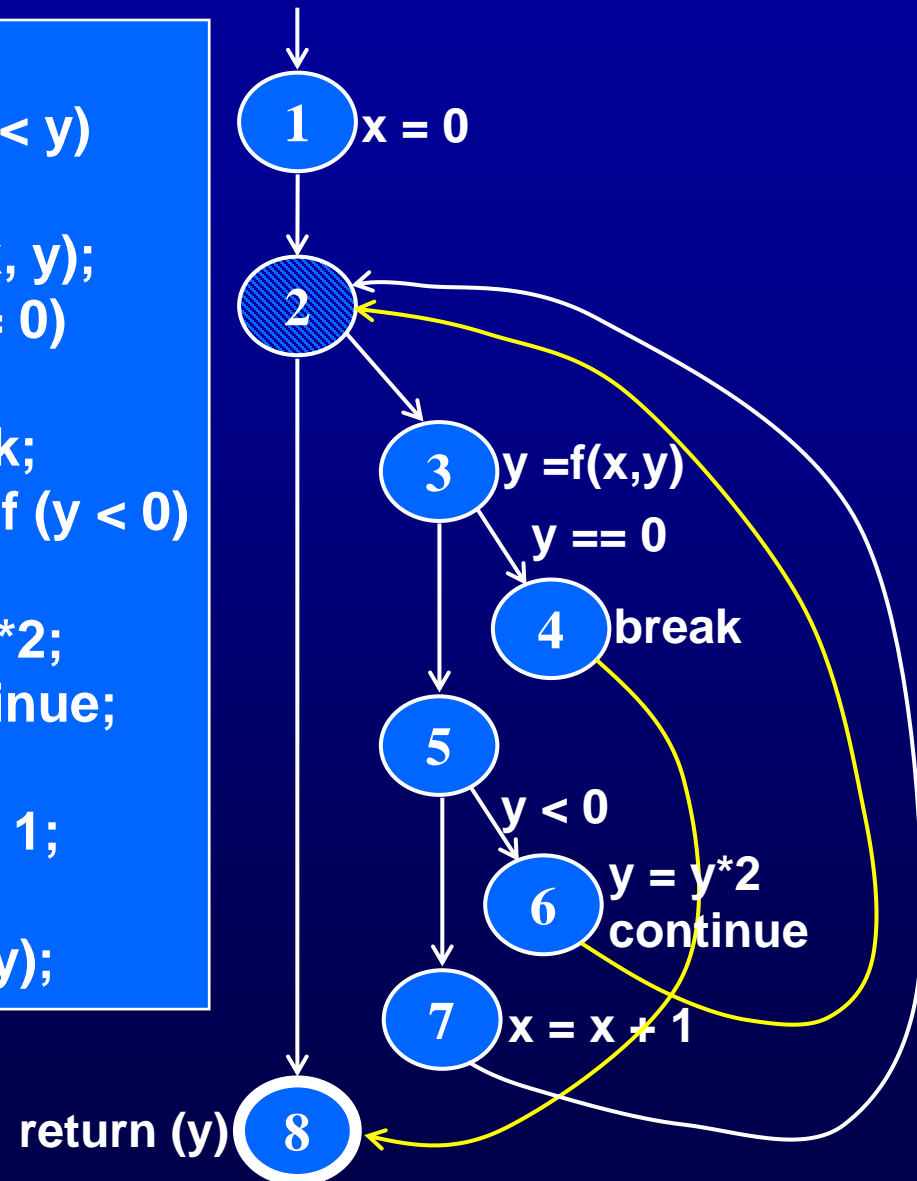 < y)
, y);
= 0)
k;
f (y < 0)
*2;
inue;
1;
y);
1 x = 0
2
3 y =f(x,y)
y == 0
4 break
5
y < 0
6 y = y*2
continue
7 x = x + 1
return (y) 8